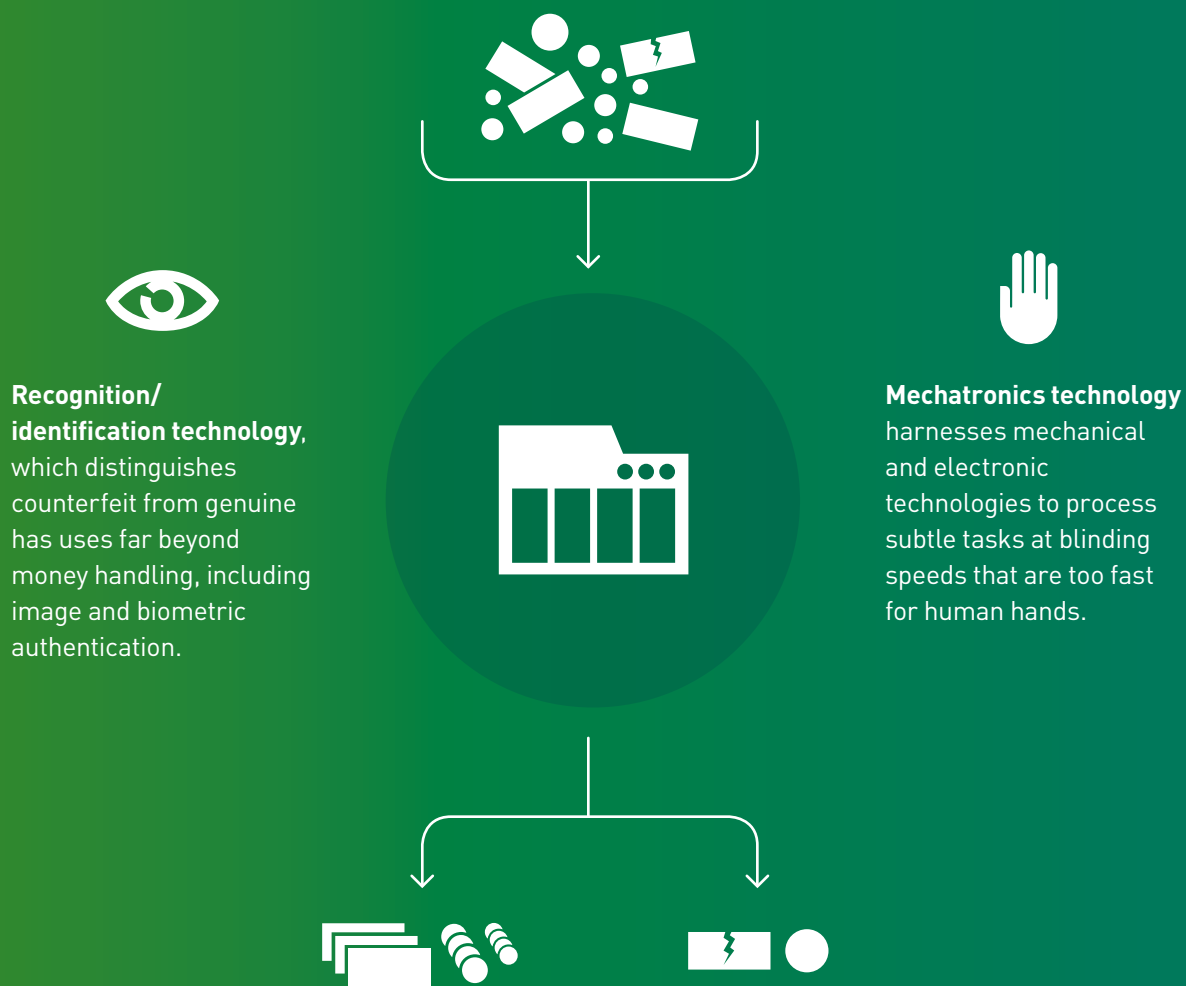 Recognition/
identification technology,
which distinguishes
counterfeit from genuine
has uses far beyond
money handling, including
image and biometric
authentication.
Mechatronics technology
harnesses mechanical
and electronic
technologies to process
subtle tasks at blinding
speeds that are too fast
for human hands.